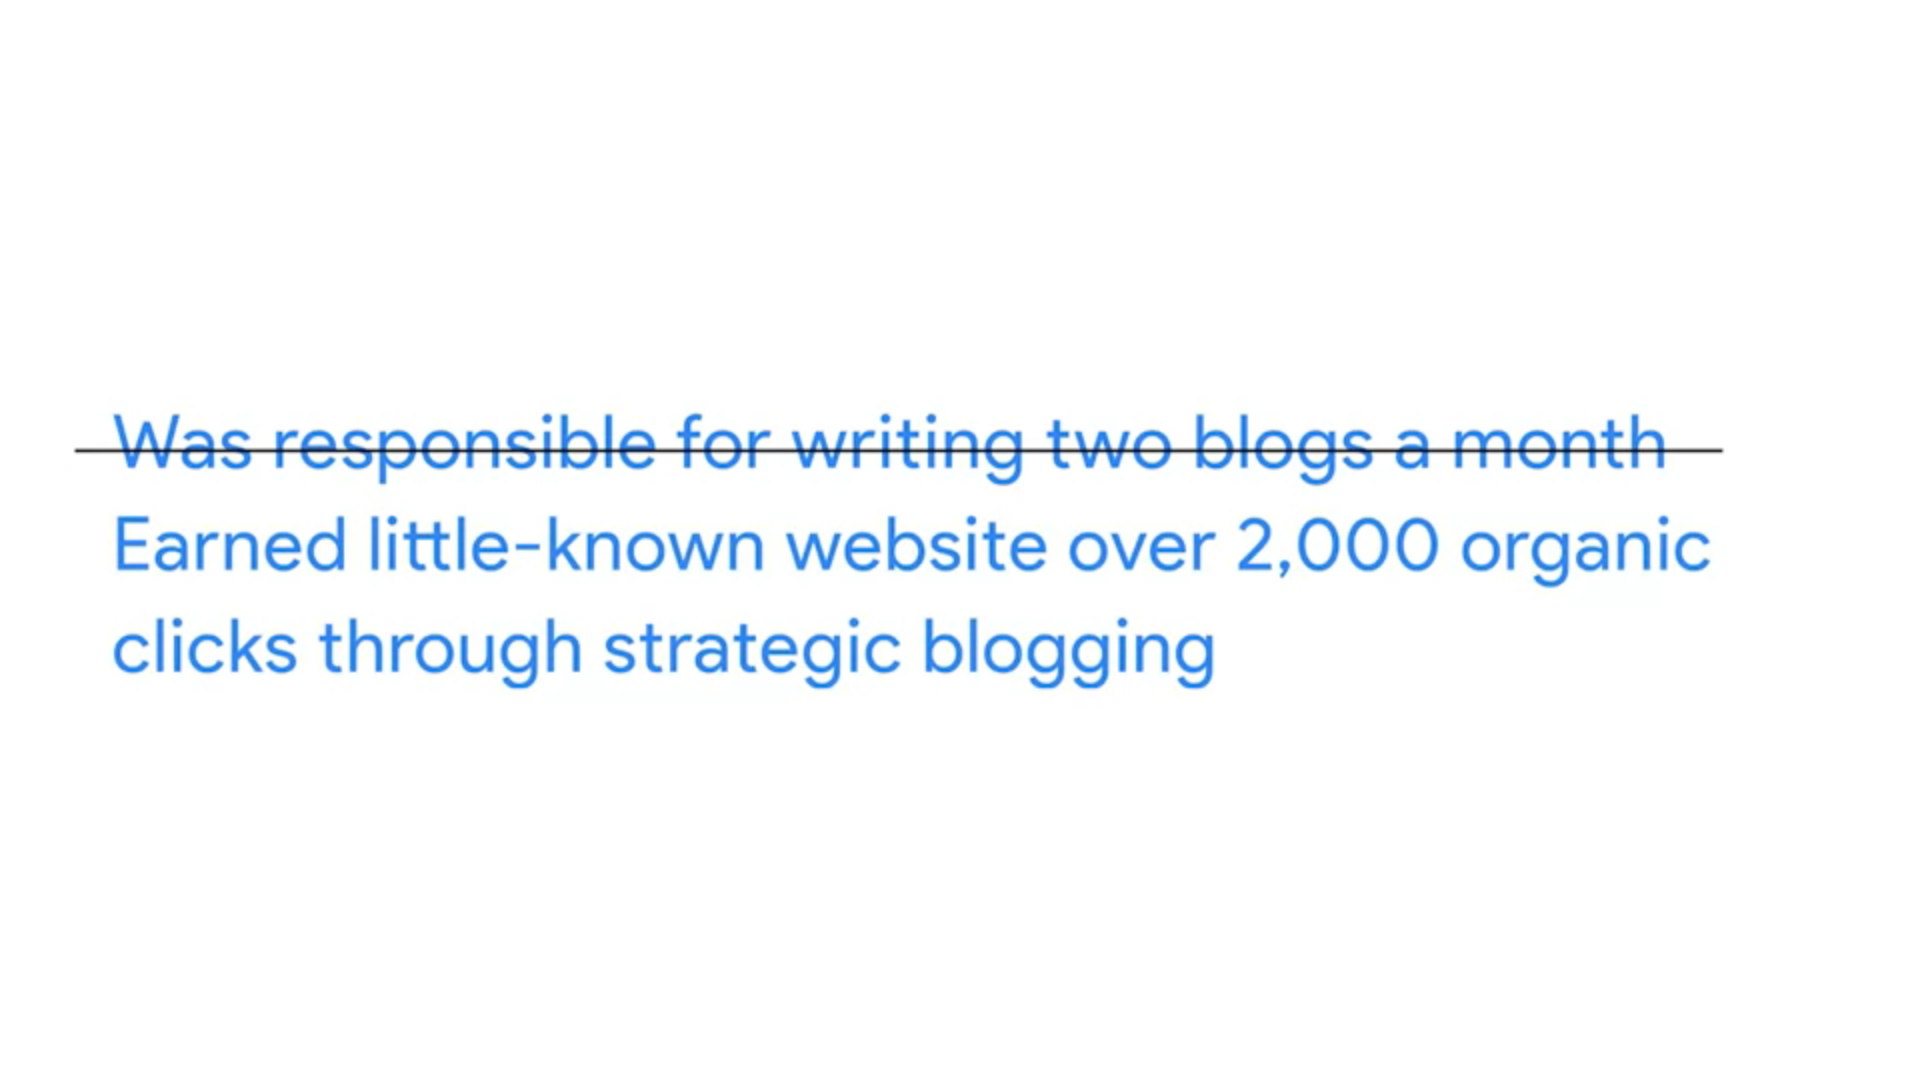 Was responsible for writing two blogs a month
Earned little-known website over 2,000 organic
clicks through strategic blogging